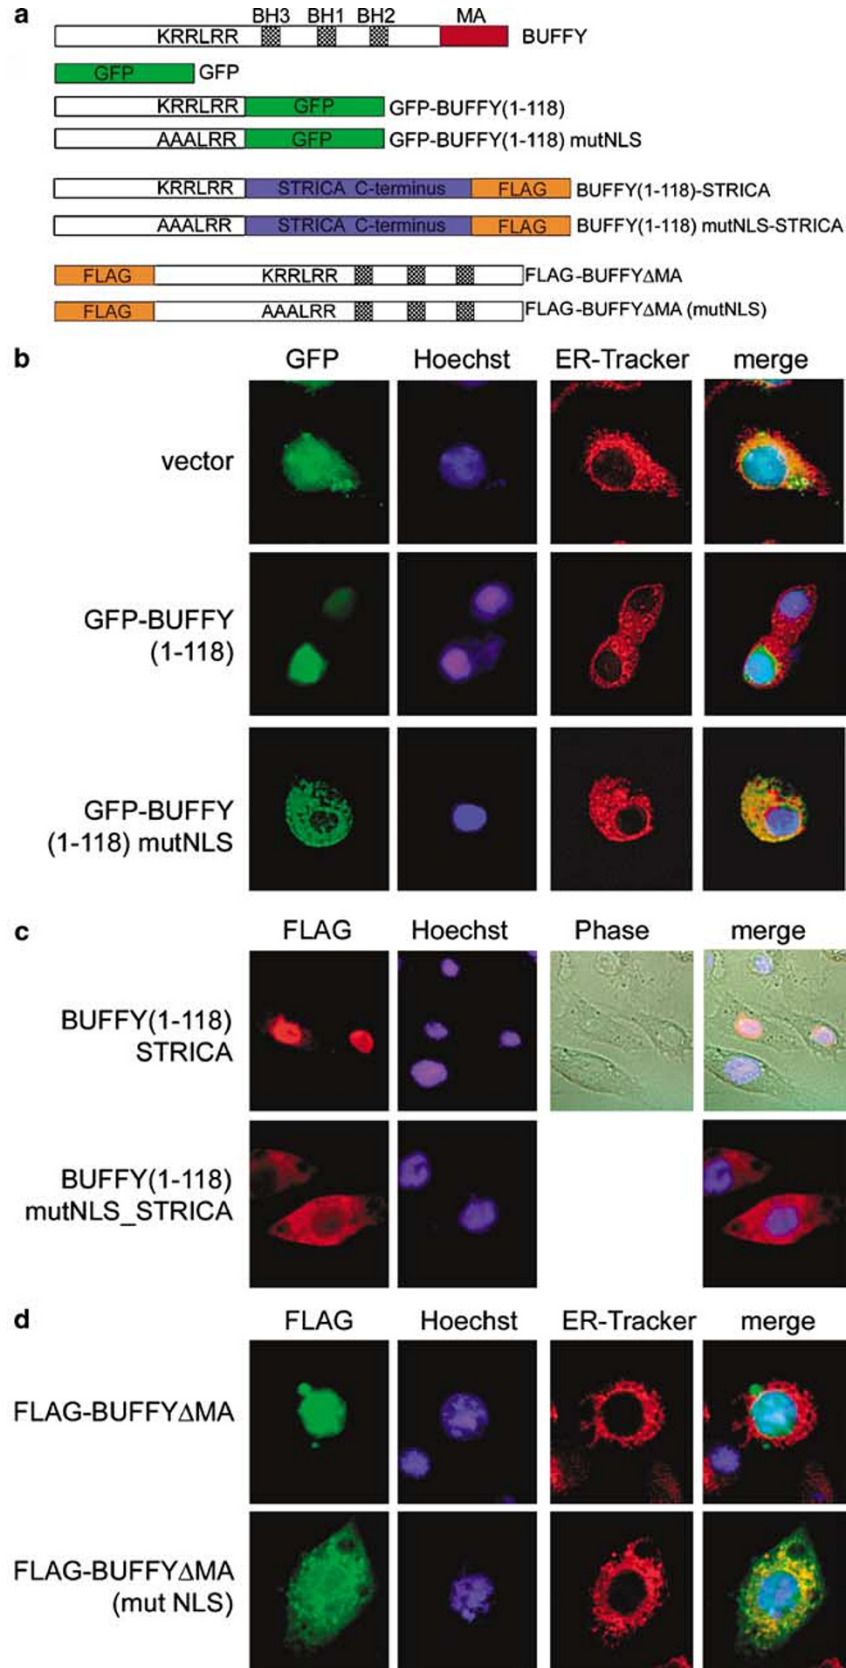 a
BH3 BH1 BH2 MA
KRRLRR BUFFY
GFP GFP
KRRLRR GFP GFP-BUFFY(1-118)
AAALRR GFP GFP-BUFFY(1-118) mutNLS
KRRLRR STRICA C-terminus FLAG BUFFY(1-118)-STRICA
AAALRR STRICA C-terminus FLAG BUFFY(1-118) mutNLS-STRICA
FLAG KRRLRR FLAG-BUFFYΔMA
FLAG AAALRR FLAG-BUFFYΔMA (mutNLS)
b
GFP Hoechst ER-Tracker merge
vector
GFP-BUFFY
(1-118)
GFP-BUFFY
(1-118) mutNLS
c
FLAG Hoechst Phase merge
BUFFY(1-118)
STRICA
BUFFY(1-118)
mutNLS_STRICA
d
FLAG Hoechst ER-Tracker merge
FLAG-BUFFYΔMA
FLAG-BUFFYΔMA
(mut NLS)